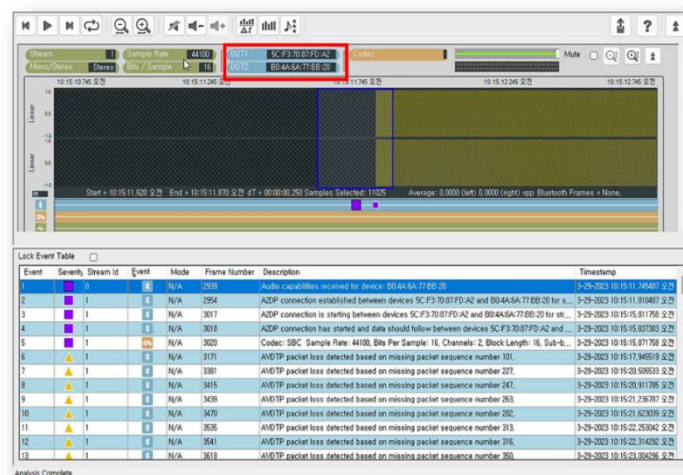 Stream 1 Sample Rate 44100 DUT1 5C:F3:70:87:FD:A2 Codec Mute
Mono/Stereo Stereo Bits / Sample 16 DUT2 B0:4A:6A:77:BB:20
10:15:10.745 오전 10:15:11.245 오전 10:15:11.745 오전 10:15:12.245 오전 10:15:12.745 오전
Linear
Linear
Start = 10:15:11,620 오전 End = 10:15:11,870 오전 dT = 00:00:00,250 Samples Selected: 11025 Average: 0,0000 (left) 0,0000 (right) vpp Bluetooth Frames = None,
Lock Event Table
Event Severity Stream Id Event Mode Frame Number Description Timestamp
1 0 N/A 2939 Audio capabilities received for device: B0:4A:6A:77:BB:20 3-29-2023 10:15:11,745487 오전
2 1 N/A 2954 A2DP connection established between devices 5C:F3:70:87:FD:A2 and B0:4A:6A:77:BB:20 for s... 3-29-2023 10:15:11,810487 오전
3 1 N/A 3017 A2DP connection is starting between devices 5C:F3:70:87:FD:A2 and B0:4A:6A:77:BB:20 for str... 3-29-2023 10:15:15,811758 오전
4 1 N/A 3018 A2DP connection has started and data should follow between devices 5C:F3:70:87:FD:A2 and ... 3-29-2023 10:15:15,837383 오전
5 1 N/A 3020 Codec: SBC Sample Rate: 44100, Bits Per Sample: 16, Channels: 2, Block Length: 16, Sub-b... 3-29-2023 10:15:15,871758 오전
6 1 N/A 3171 AVDTP packet loss detected based on missing packet sequence number 101, 3-29-2023 10:15:17,945519 오전
7 1 N/A 3381 AVDTP packet loss detected based on missing packet sequence number 227, 3-29-2023 10:15:20,505533 오전
8 1 N/A 3415 AVDTP packet loss detected based on missing packet sequence number 247, 3-29-2023 10:15:20,911785 오전
9 1 N/A 3439 AVDTP packet loss detected based on missing packet sequence number 263, 3-29-2023 10:15:21,236787 오전
10 1 N/A 3470 AVDTP packet loss detected based on missing packet sequence number 282, 3-29-2023 10:15:21,623039 오전
11 1 N/A 3535 AVDTP packet loss detected based on missing packet sequence number 313, 3-29-2023 10:15:22,253042 오전
12 1 N/A 3541 AVDTP packet loss detected based on missing packet sequence number 316, 3-29-2023 10:15:22,314292 오전
13 1 N/A 3618 AVDTP packet loss detected based on missing packet sequence number 350, 3-29-2023 10:15:23,004296 오전
Analysis Complete